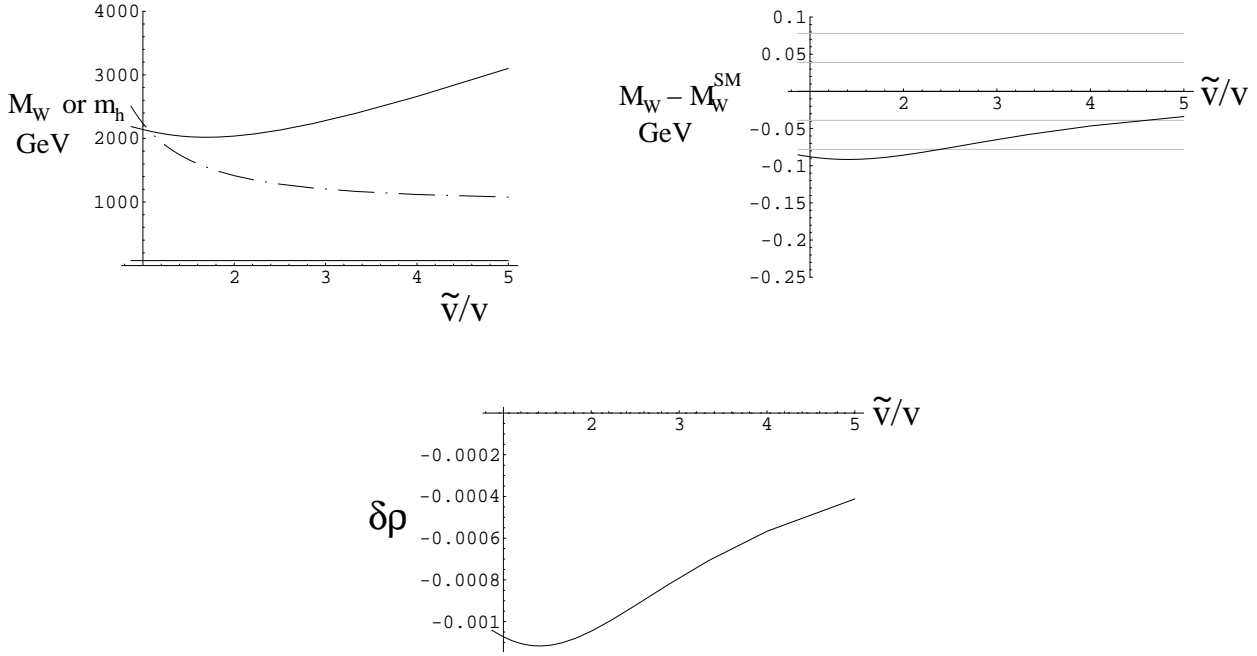 4000
3000
M_W or m_h
GeV
2000
1000
2 3 4 5
ṽ/v
0.1
0.05
M_W – M_W^SM
GeV
2 3 4 5
ṽ/v
-0.05
-0.1
-0.15
-0.2
-0.25
2 3 4 5
ṽ/v
-0.0002
-0.0004
δρ
-0.0006
-0.0008
-0.001